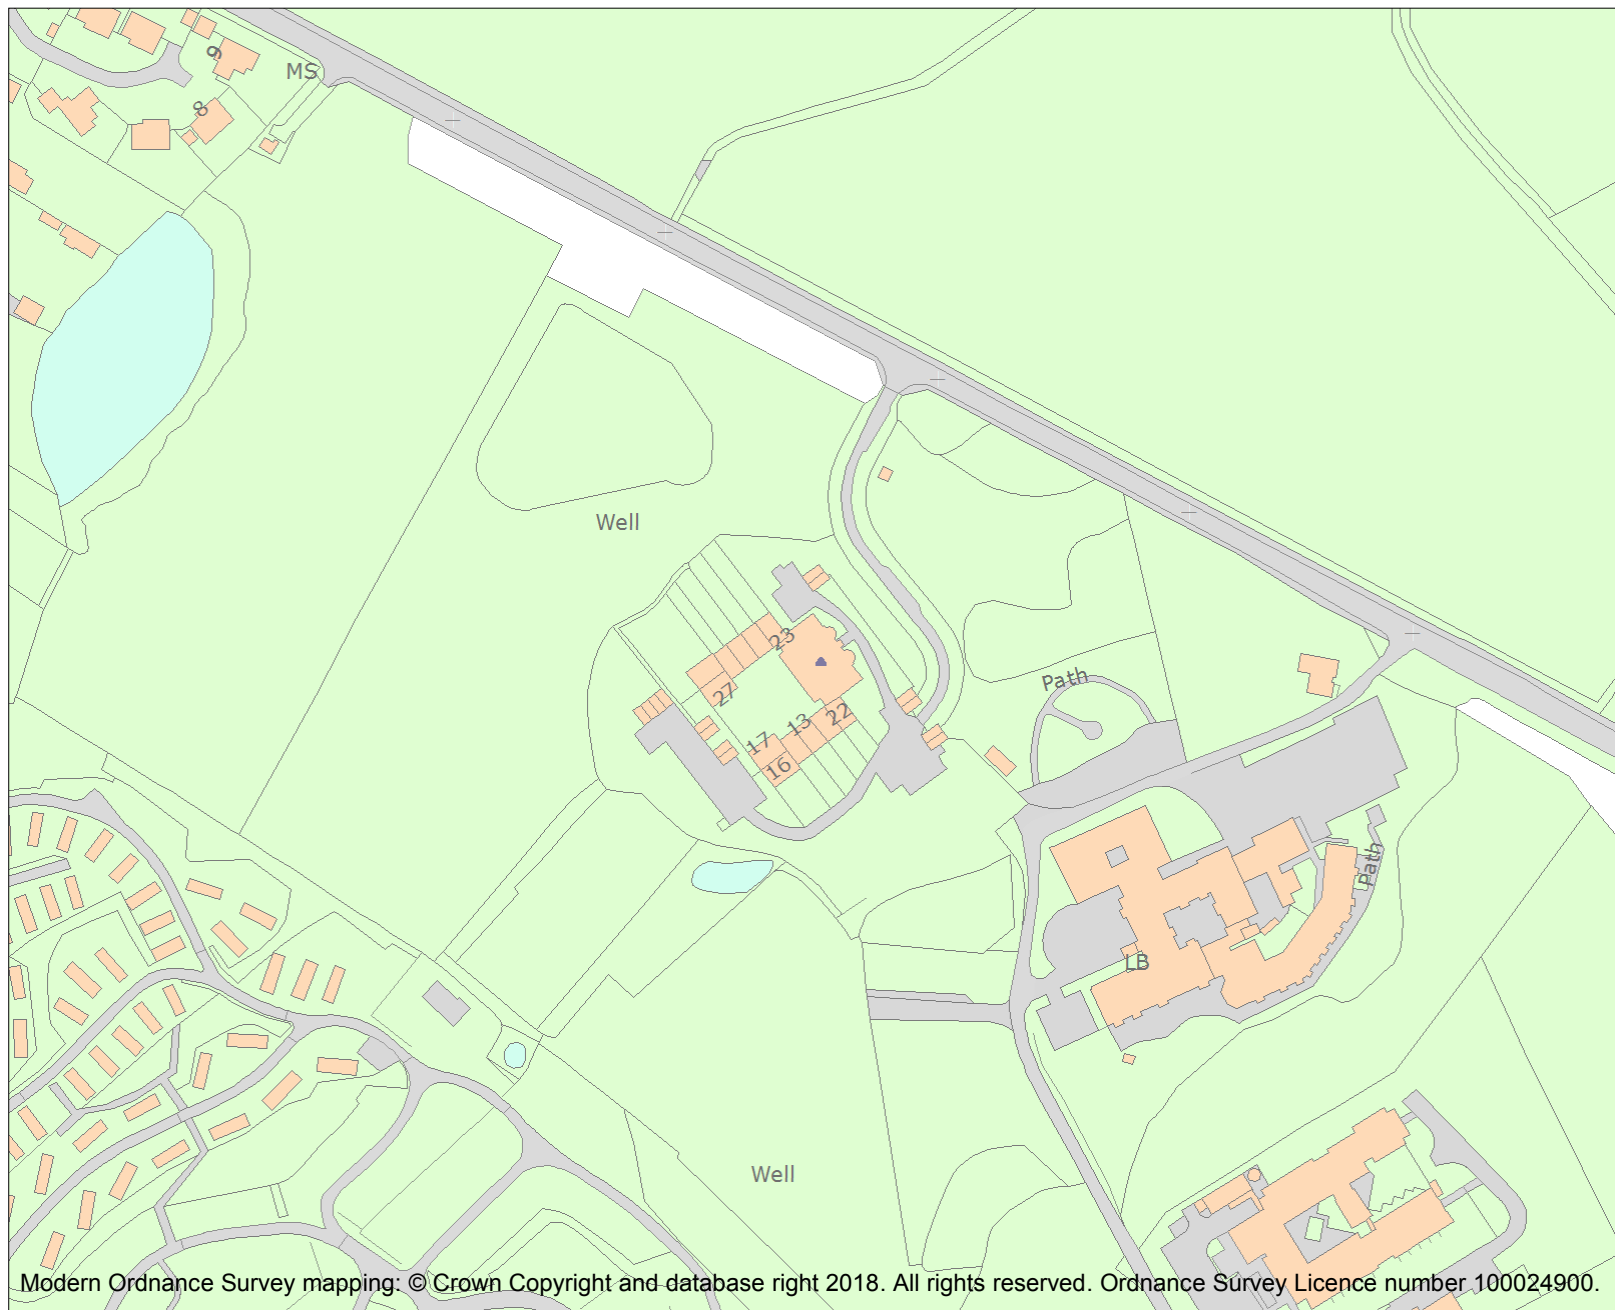 9
MS
8
Well
23
27
Path
22
13
17
16
Path
LB
Well
Modern Ordnance Survey mapping: © Crown Copyright and database right 2018. All rights reserved. Ordnance Survey Licence number 100024900.